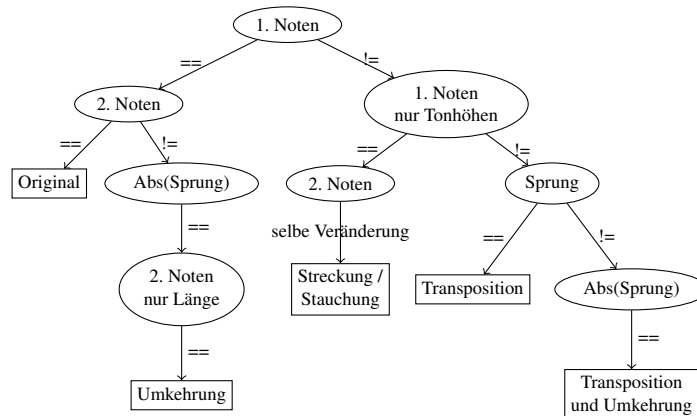 1. Noten
==
!=
2. Noten
1. Noten
nur Tonhöhen
==
!=
==
!=
Original
Abs(Sprung)
2. Noten
Sprung
==
selbe Veränderung
==
!=
2. Noten
nur Länge
Streckung /
Stauchung
Transposition
Abs(Sprung)
==
==
Umkehrung
Transposition
und Umkehrung